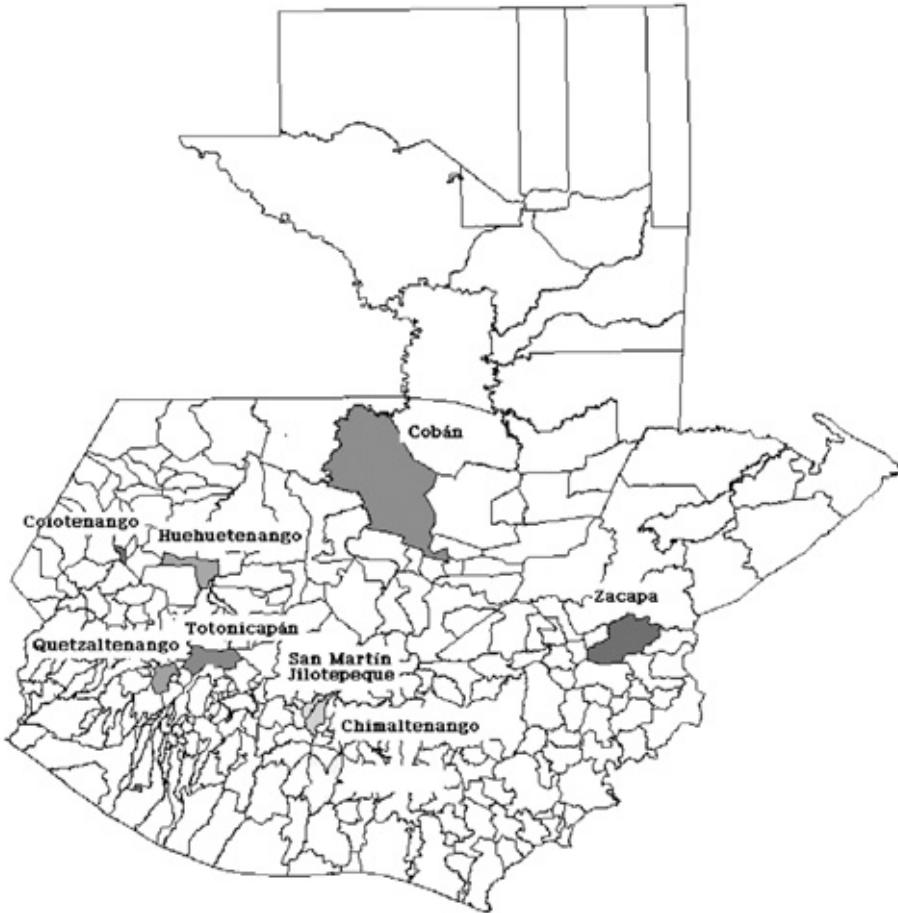 Cobán
Colotenango
Huehuetenango
Zacapa
Totonicapán
Quetzaltenango
San Martín
Jilotepeque
Chimaltenango